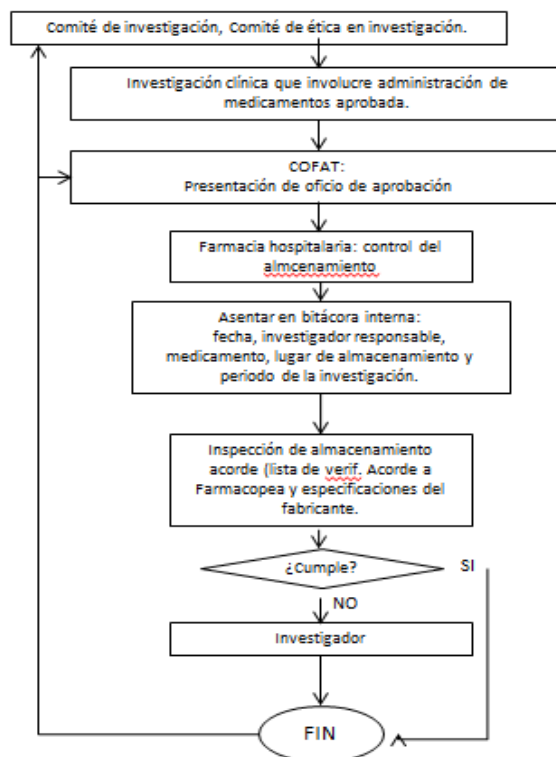 Comité de investigación, Comité de ética en investigación.
Investigación clínica que involucre administración de
medicamentos aprobada.
COFAT:
Presentación de oficio de aprobación
Farmacia hospitalaria: control del
almcenamiento
Asentar en bitácora interna:
fecha, investigador responsable,
medicamento, lugar de almacenamiento y
periodo de la investigación.
Inspección de almacenamiento
acorde (lista de verif. Acorde a
Farmacopea y especificaciones del
fabricante.
¿Cumple?
SI
NO
Investigador
FIN